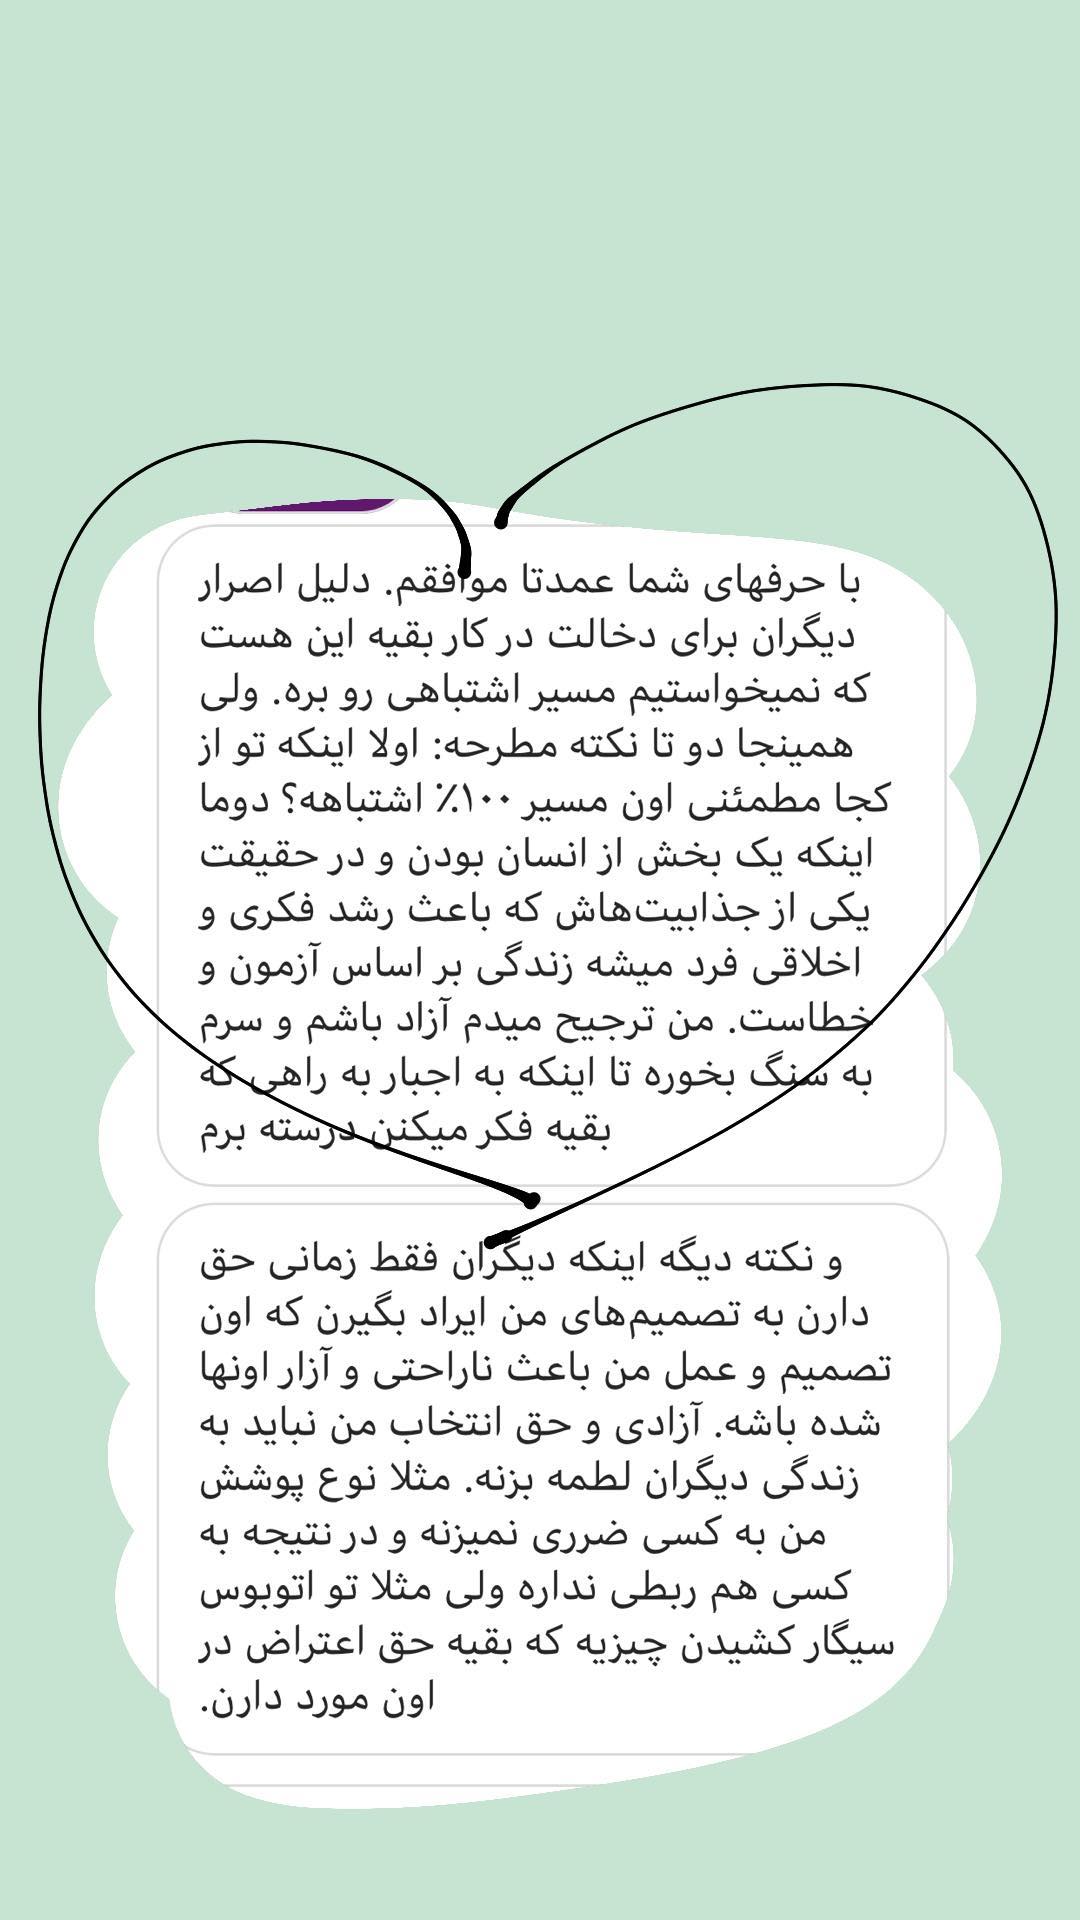 با حرفهای شما عمدتا موافقم. دلیل اصرار
دیگران برای دخالت در کار بقیه این هست
که نمیخواستیم مسیر اشتباهی رو بره. ولی
همینجا دو تا نکته مطرحه: اولا اینکه تو از
کجا مطمئنی اون مسیر ۱۰۰٪ اشتباهه؟ دوما
اینکه یک بخش از انسان بودن و در حقیقت
یکی از جذابیت‌هاش که باعث رشد فکری و
اخلاقی فرد میشه زندگی بر اساس آزمون و
خطاست. من ترجیح میدم آزاد باشم و سرم
به سنگ بخوره تا اینکه به اجبار به راهی که
بقیه فکر میکنن درسته برم
و نکته دیگه اینکه دیگران فقط زمانی حق
دارن به تصمیم‌های من ایراد بگیرن که اون
تصمیم و عمل من باعث ناراحتی و آزار اونها
شده باشه. آزادی و حق انتخاب من نباید به
زندگی دیگران لطمه بزنه. مثلا نوع پوشش
من به کسی ضرری نمیزنه و در نتیجه به
کسی هم ربطی نداره ولی مثلا تو اتوبوس
سیگار کشیدن چیزیه که بقیه حق اعتراض در
اون مورد دارن.